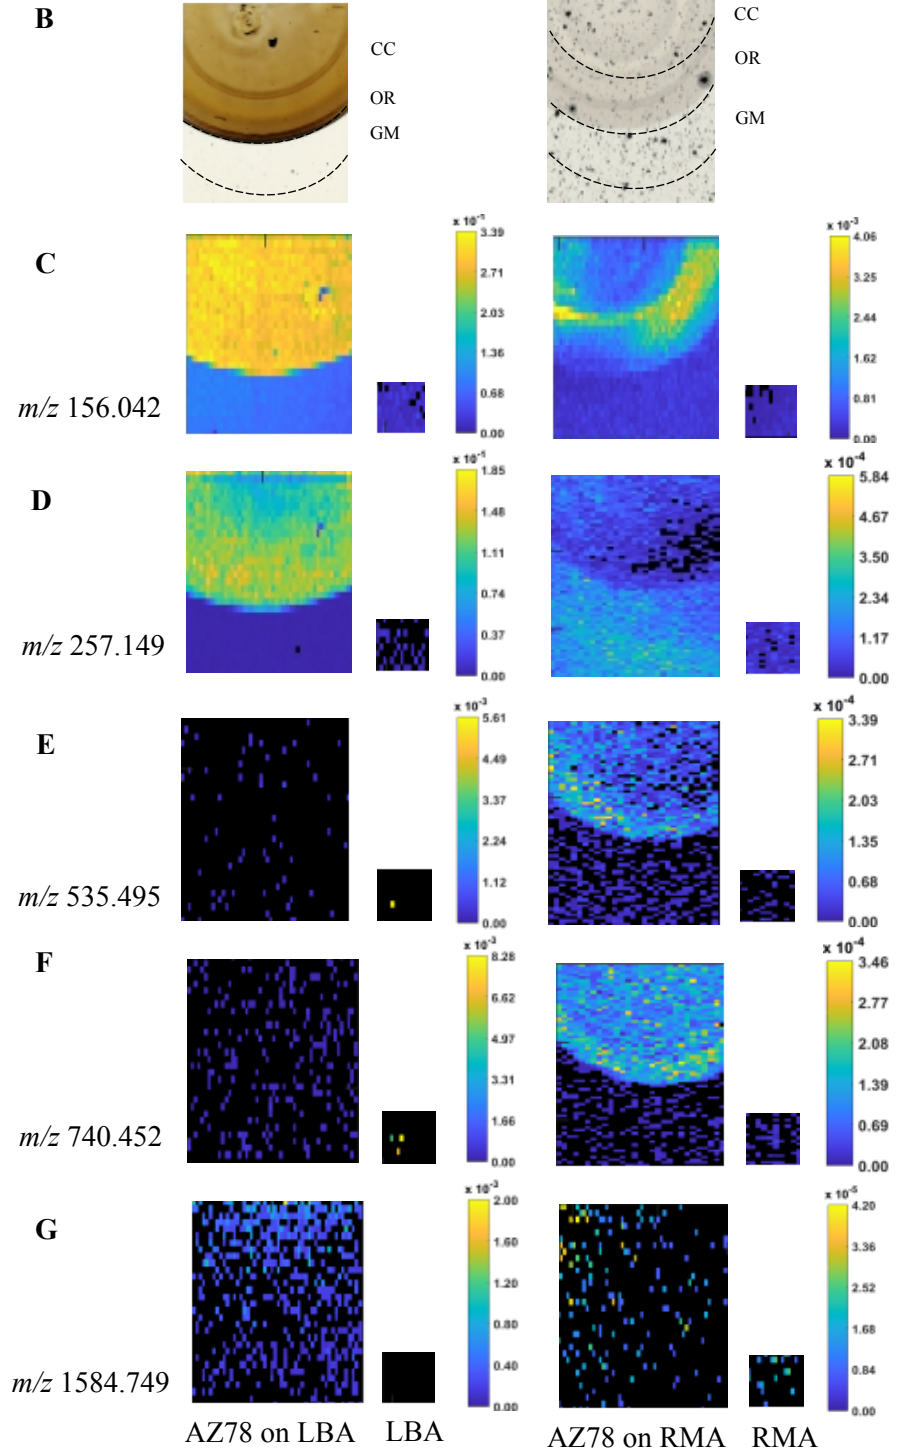 B
CC
OR
GM
CC
OR
GM
C
m/z 156.042
3.39
2.71
2.03
1.36
0.68
0.00
x 10⁻³
4.06
3.25
2.44
1.62
0.81
0.00
D
m/z 257.149
1.85
1.48
1.11
0.74
0.37
0.00
x 10⁻⁴
5.84
4.67
3.50
2.34
1.17
0.00
E
m/z 535.495
x 10⁻³
5.61
4.49
3.37
2.24
1.12
0.00
x 10⁻⁴
3.39
2.71
2.03
1.35
0.68
0.00
F
m/z 740.452
x 10⁻³
8.28
6.62
4.97
3.31
1.66
0.00
x 10⁻⁴
3.46
2.77
2.08
1.39
0.69
0.00
G
m/z 1584.749
x 10⁻³
2.00
1.60
1.20
0.80
0.40
0.00
x 10⁻⁵
4.20
3.36
2.52
1.68
0.84
0.00
AZ78 on LBA LBA AZ78 on RMA RMA